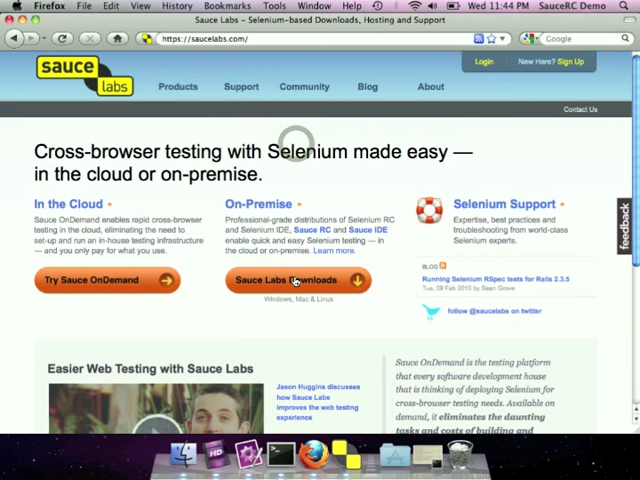 Firefox File Edit View History Bookmarks Tools Window Help Wed 11:44 PM SauceRC Demo
Sauce Labs – Selenium-based Downloads, Hosting and Support
https://saucelabs.com/
Google
sauce
labs
Login New Here? Sign Up
Products Support Community Blog About
Contact Us
Cross-browser testing with Selenium made easy —
in the cloud or on-premise.
In the Cloud
Sauce OnDemand enables rapid cross-browser
testing in the cloud, eliminating the need to
set-up and run an in-house testing infrastructure
— and you only pay for what you use.
Try Sauce OnDemand
On-Premise
Professional-grade distributions of Selenium RC
and Selenium IDE, Sauce RC and Sauce IDE
enable quick and easy Selenium testing — in
the cloud or on-premise. Learn more.
Sauce Labs Downloads
Windows, Mac & Linux
Selenium Support
Expertise, best practices and
troubleshooting from world-class
Selenium experts.
BLOG
Running Selenium RSpec tests for Rails 2.3.5
Tue, 09 Feb 2010 by Sean Grove
follow @saucelabs on twitter
feedback
Easier Web Testing with Sauce Labs
Jason Huggins discusses
how Sauce Labs
improves the web testing
experience
Sauce OnDemand is the testing platform
that every software development house
that is thinking of deploying Selenium for
cross-browser testing needs. Available on
demand, it eliminates the daunting
tasks and costs of building and
HD